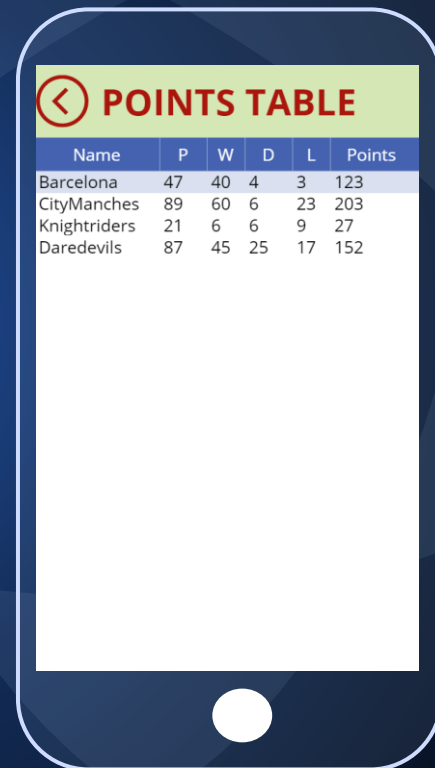 POINTS TABLE
Name P W D L Points
Barcelona 47 40 4 3 123
CityManches 89 60 6 23 203
Knightriders 21 6 6 9 27
Daredevils 87 45 25 17 152